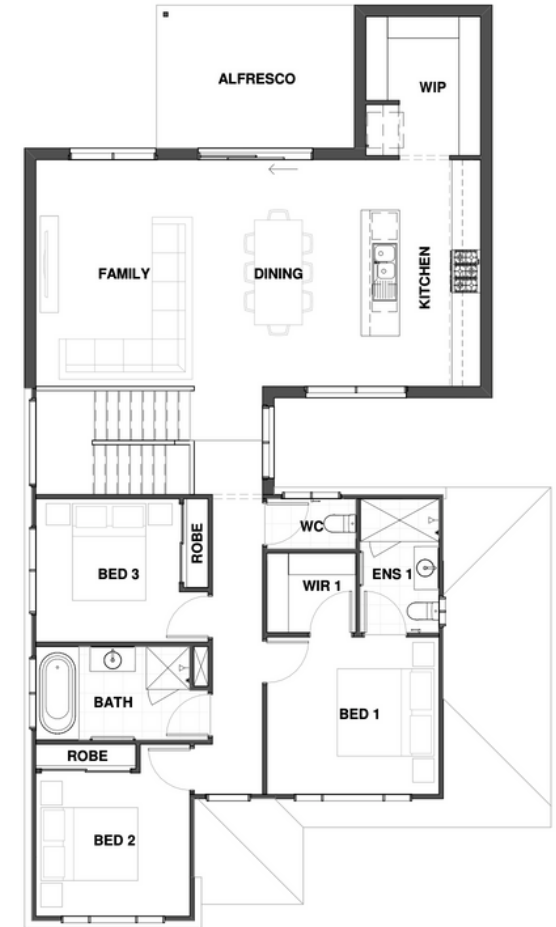 ALFRESCO
WIP
FAMILY
DINING
KITCHEN
WC
ROBE
BED 3
WIR 1
ENS 1
BATH
BED 1
ROBE
BED 2